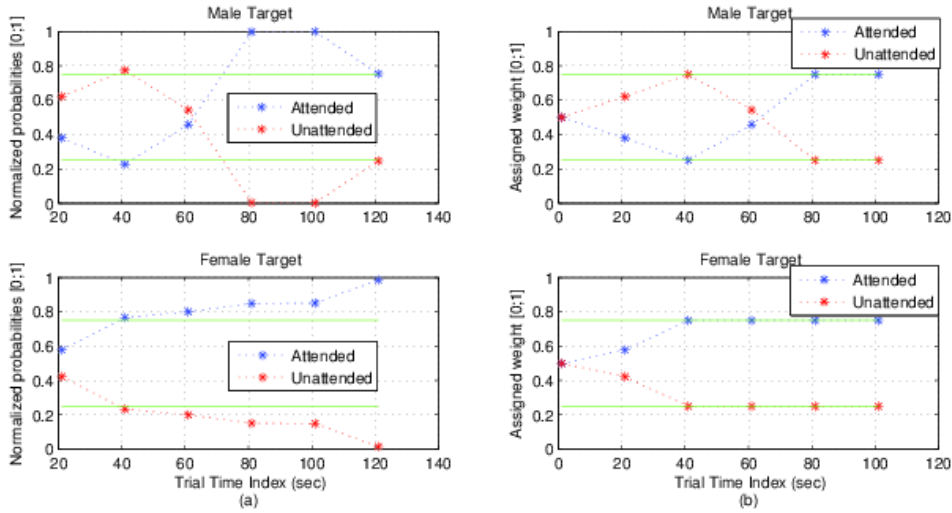 Male Target
Normalized probabilities [0;1]
1
0.8
0.6
0.4
0.2
0
20 40 60 80 100 120 140
Attended
Unattended
Male Target
Assigned weight [0;1]
1
0.8
0.6
0.4
0.2
0
0 20 40 60 80 100 120
Attended
Unattended
Female Target
Normalized probabilities [0;1]
1
0.8
0.6
0.4
0.2
0
20 40 60 80 100 120 140
Attended
Unattended
Trial Time Index (sec)
(a)
Female Target
Assigned weight [0;1]
1
0.8
0.6
0.4
0.2
0
0 20 40 60 80 100 120
Attended
Unattended
Trial Time Index (sec)
(b)